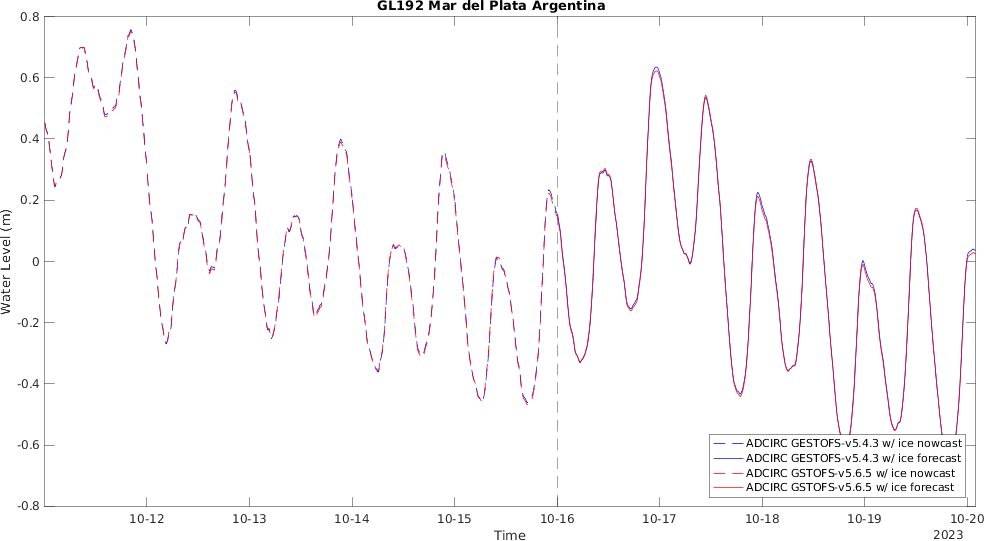 GL192 Mar del Plata Argentina
0.8
0.6
0.4
0.2
0
-0.2
-0.4
-0.6
-0.8
Water Level (m)
10-12
10-13
10-14
10-15
10-16
10-17
10-18
10-19
10-20
2023
Time
ADCIRC GESTOFS-v5.4.3 w/ ice nowcast
ADCIRC GESTOFS-v5.4.3 w/ ice forecast
ADCIRC GSTOFS-v5.6.5 w/ ice nowcast
ADCIRC GSTOFS-v5.6.5 w/ ice forecast